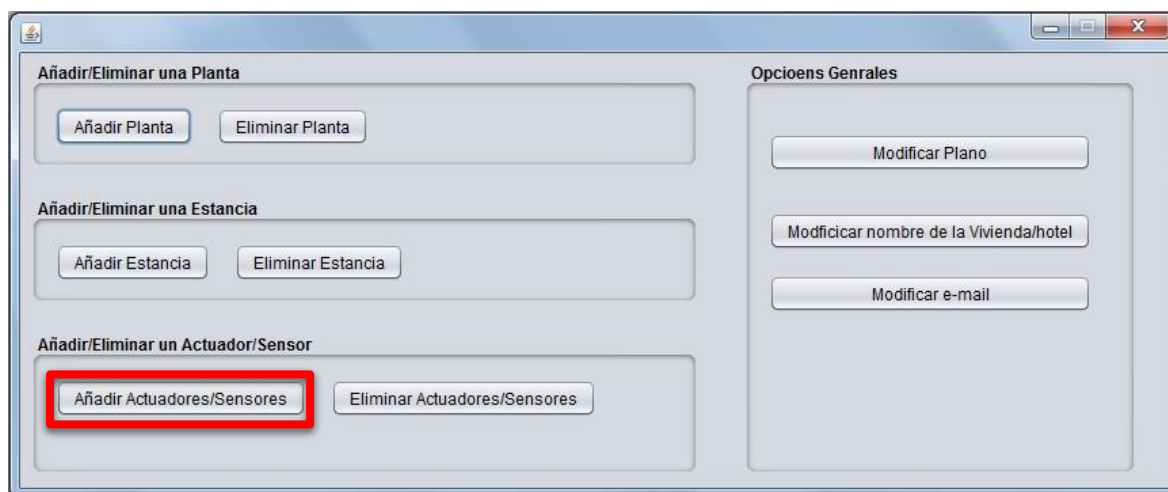 Añadir/Eliminar una Planta
Añadir Planta
Eliminar Planta
Añadir/Eliminar una Estancia
Añadir Estancia
Eliminar Estancia
Añadir/Eliminar un Actuador/Sensor
Añadir Actuadores/Sensores
Eliminar Actuadores/Sensores
Opcioens Genrales
Modificar Plano
Modficicar nombre de la Vivienda/hotel
Modificar e-mail